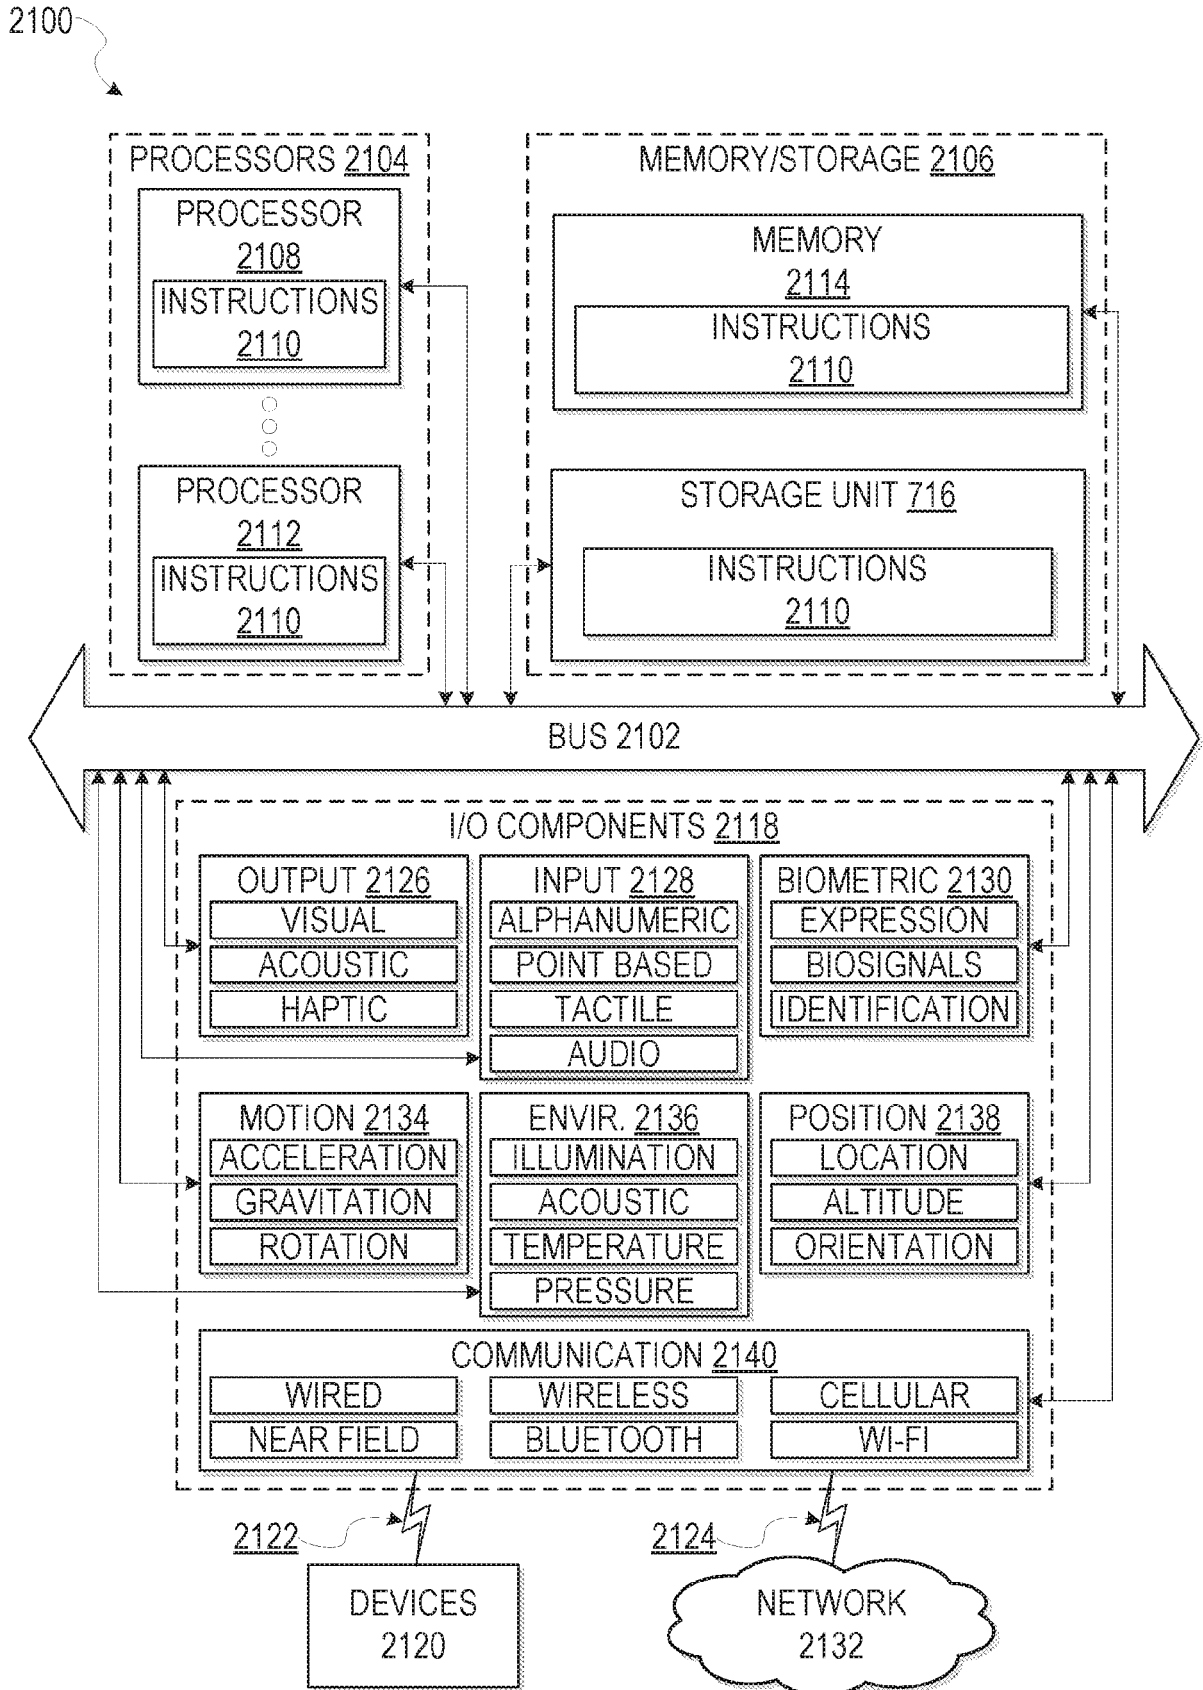 2100
PROCESSORS 2104
PROCESSOR
2108
INSTRUCTIONS
2110
PROCESSOR
2112
INSTRUCTIONS
2110
MEMORY/STORAGE 2106
MEMORY
2114
INSTRUCTIONS
2110
STORAGE UNIT 716
INSTRUCTIONS
2110
BUS 2102
I/O COMPONENTS 2118
OUTPUT 2126
VISUAL
ACOUSTIC
HAPTIC
INPUT 2128
ALPHANUMERIC
POINT BASED
TACTILE
AUDIO
BIOMETRIC 2130
EXPRESSION
BIOSIGNALS
IDENTIFICATION
MOTION 2134
ACCELERATION
GRAVITATION
ROTATION
ENVIR. 2136
ILLUMINATION
ACOUSTIC
TEMPERATURE
PRESSURE
POSITION 2138
LOCATION
ALTITUDE
ORIENTATION
COMMUNICATION 2140
WIRED
WIRELESS
CELLULAR
NEAR FIELD
BLUETOOTH
WI-FI
2122
2124
DEVICES
2120
NETWORK
2132